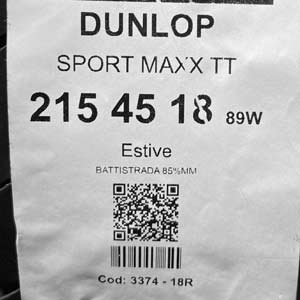 DUNLOP
SPORT MAXX TT
215 45 18 89W
Estive
BATTISTRADA 85%MM
Cod: 3374 - 18R